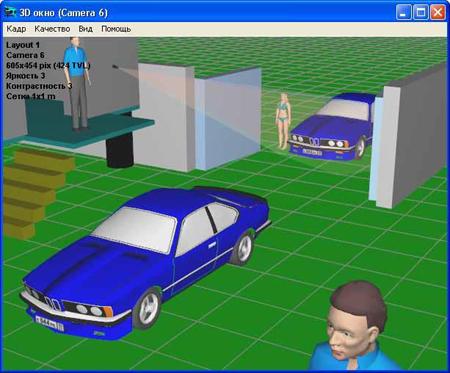 3D окно (Camera 6)
Кадр Качество Вид Помощь
Layout 1
Camera 6
605x454 pix (424 TVL)
Яркость 3
Контрастность 3
Сетка 1x1 m